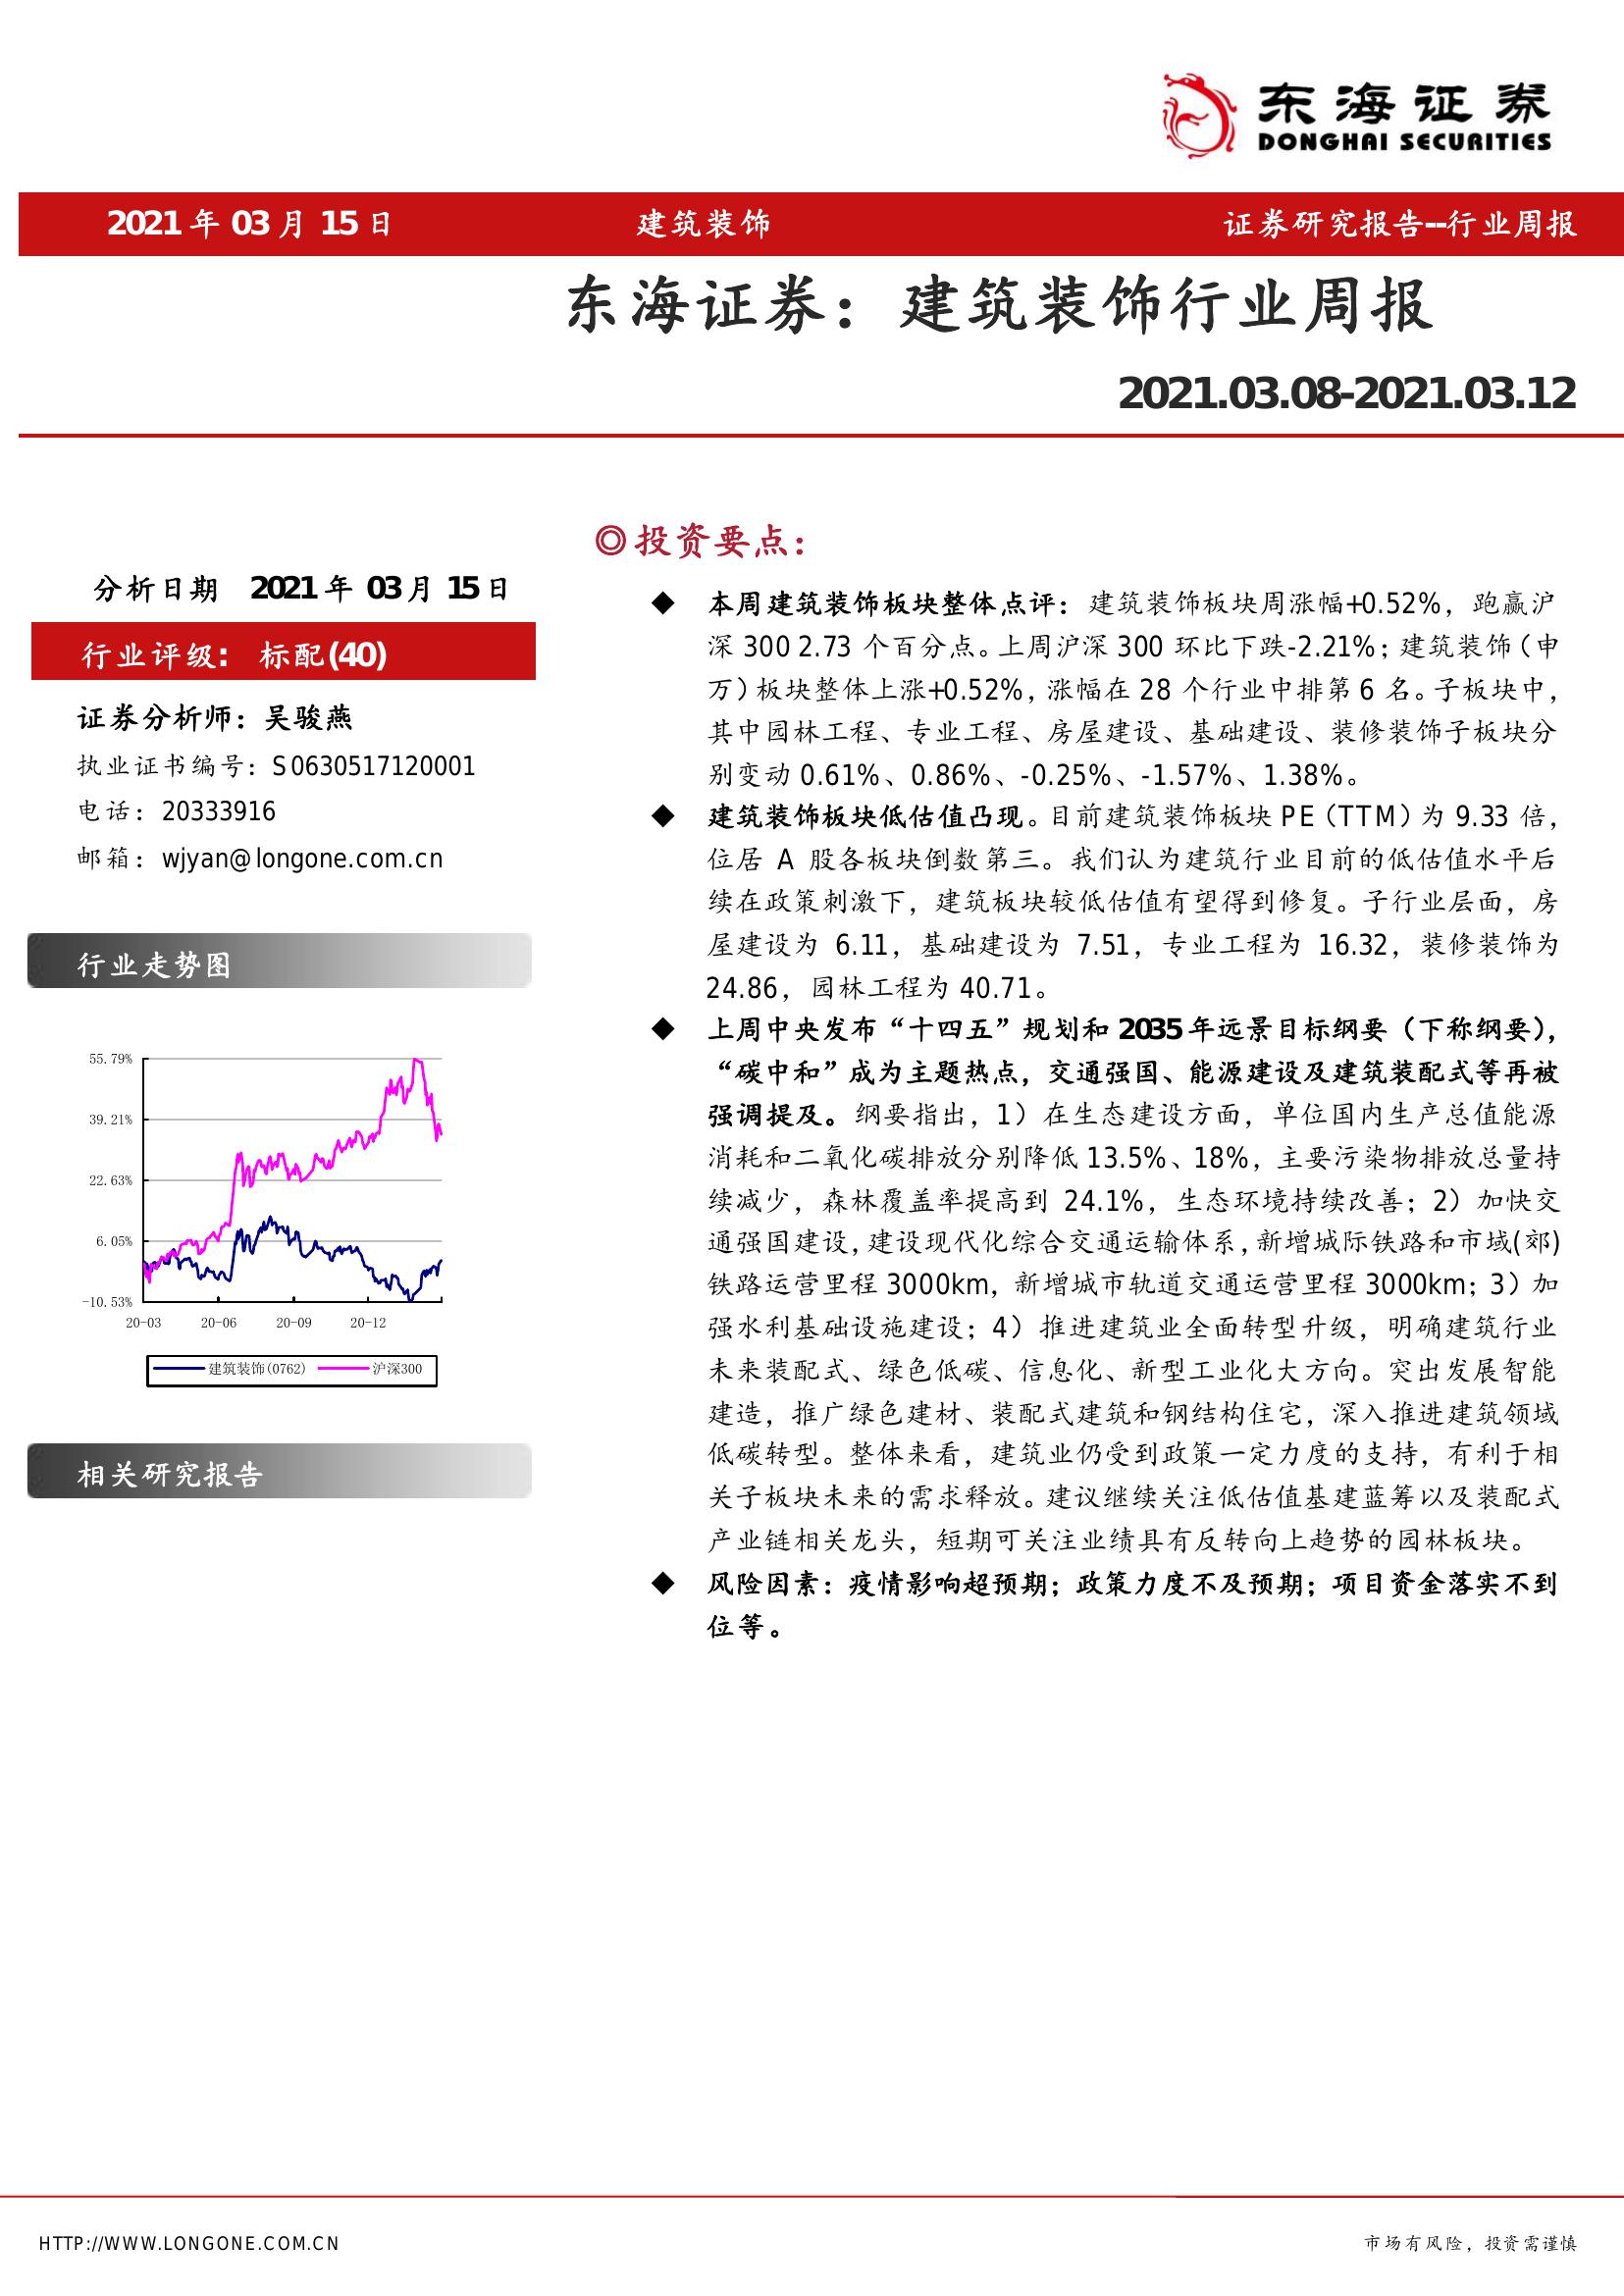 东海证券
DONGHAI SECURITIES
2021 年 03 月 15 日 建筑装饰 证券研究报告--行业周报
东海证券：建筑装饰行业周报
2021.03.08-2021.03.12
分析日期 2021 年 03 月 15 日
行业评级： 标配(40)
证券分析师：吴骏燕
执业证书编号：S0630517120001
电话：20333916
邮箱：wjyan@longone.com.cn
行业走势图
55.79%
39.21%
22.63%
6.05%
-10.53%
20-03 20-06 20-09 20-12
建筑装饰(0762) 沪深300
相关研究报告
◎投资要点：
◆ 本周建筑装饰板块整体点评：建筑装饰板块周涨幅+0.52%，跑赢沪
深 300 2.73 个百分点。上周沪深 300 环比下跌-2.21%；建筑装饰（申
万）板块整体上涨+0.52%，涨幅在 28 个行业中排第 6 名。子板块中，
其中园林工程、专业工程、房屋建设、基础建设、装修装饰子板块分
别变动 0.61%、0.86%、-0.25%、-1.57%、1.38%。
◆ 建筑装饰板块低估值凸现。目前建筑装饰板块 PE（TTM）为 9.33 倍，
位居 A 股各板块倒数第三。我们认为建筑行业目前的低估值水平后
续在政策刺激下，建筑板块较低估值有望得到修复。子行业层面，房
屋建设为 6.11，基础建设为 7.51，专业工程为 16.32，装修装饰为
24.86，园林工程为 40.71。
◆ 上周中央发布“十四五”规划和 2035 年远景目标纲要（下称纲要），
“碳中和”成为主题热点，交通强国、能源建设及建筑装配式等再被
强调提及。纲要指出，1）在生态建设方面，单位国内生产总值能源
消耗和二氧化碳排放分别降低 13.5%、18%，主要污染物排放总量持
续减少，森林覆盖率提高到 24.1%，生态环境持续改善；2）加快交
通强国建设，建设现代化综合交通运输体系，新增城际铁路和市域(郊)
铁路运营里程 3000km，新增城市轨道交通运营里程 3000km；3）加
强水利基础设施建设；4）推进建筑业全面转型升级，明确建筑行业
未来装配式、绿色低碳、信息化、新型工业化大方向。突出发展智能
建造，推广绿色建材、装配式建筑和钢结构住宅，深入推进建筑领域
低碳转型。整体来看，建筑业仍受到政策一定力度的支持，有利于相
关子板块未来的需求释放。建议继续关注低估值基建蓝筹以及装配式
产业链相关龙头，短期可关注业绩具有反转向上趋势的园林板块。
◆ 风险因素：疫情影响超预期；政策力度不及预期；项目资金落实不到
位等。
HTTP://WWW.LONGONE.COM.CN 市场有风险，投资需谨慎